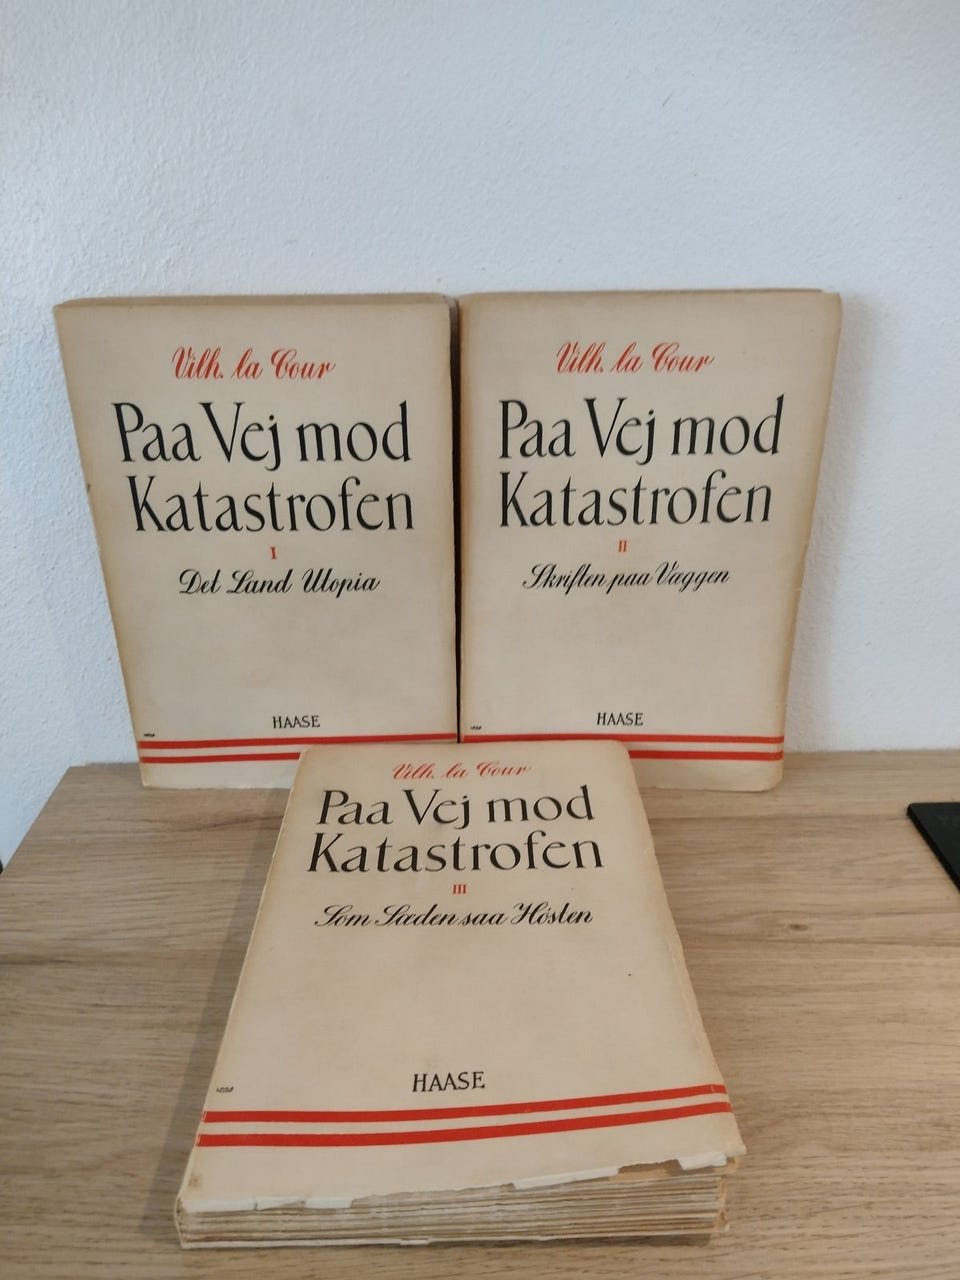 Vilh. la Cour
Paa Vej mod
Katastrofen
I
Det Land Utopia
HAASE
Vilh. la Cour
Paa Vej mod
Katastrofen
II
Skriften paa Væggen
HAASE
Vilh. la Cour
Paa Vej mod
Katastrofen
III
Som Sæden saa Høsten
HAASE